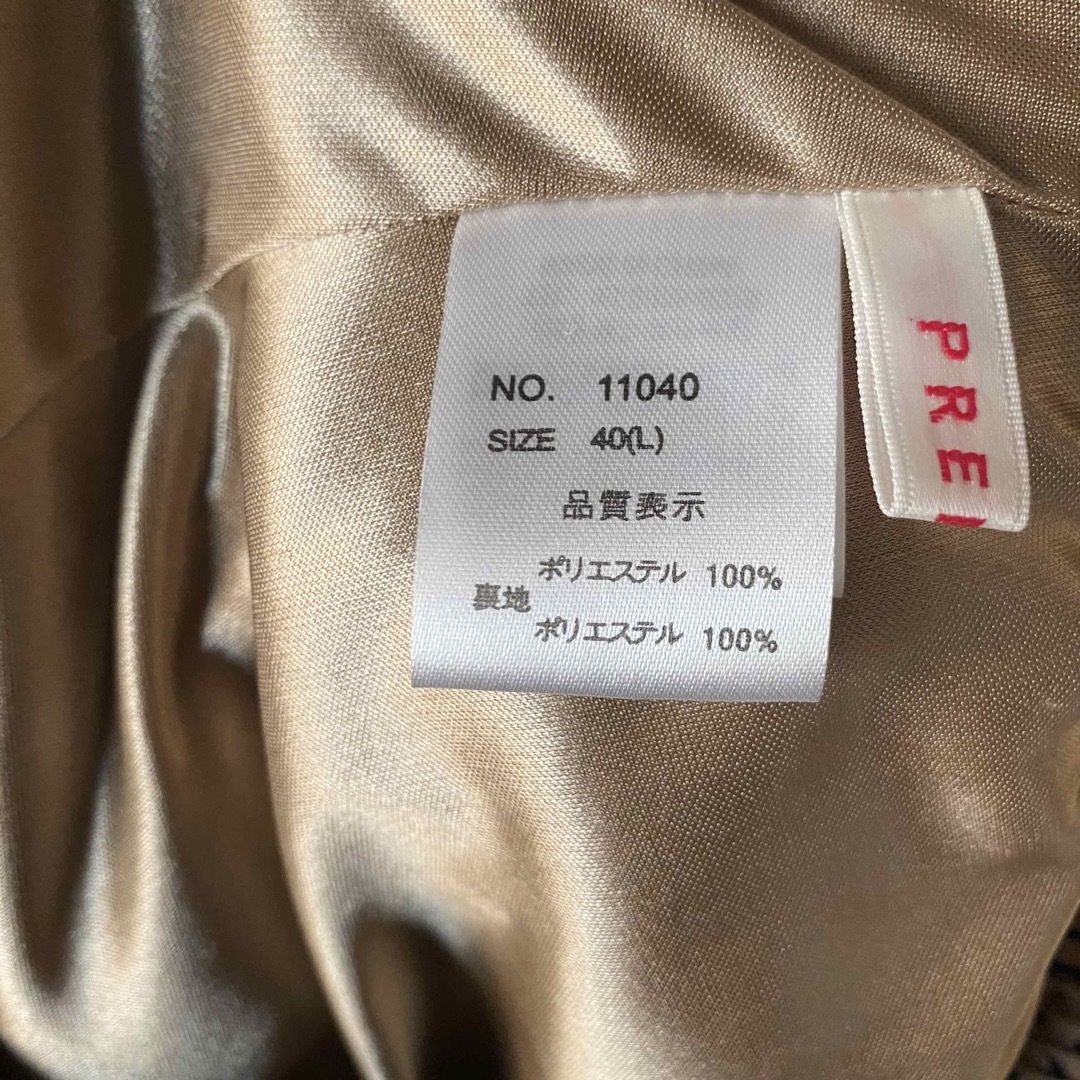 NO. 11040
SIZE 40(L)
品質表示
ポリエステル 100%
裏地
ポリエステル 100%
PRE